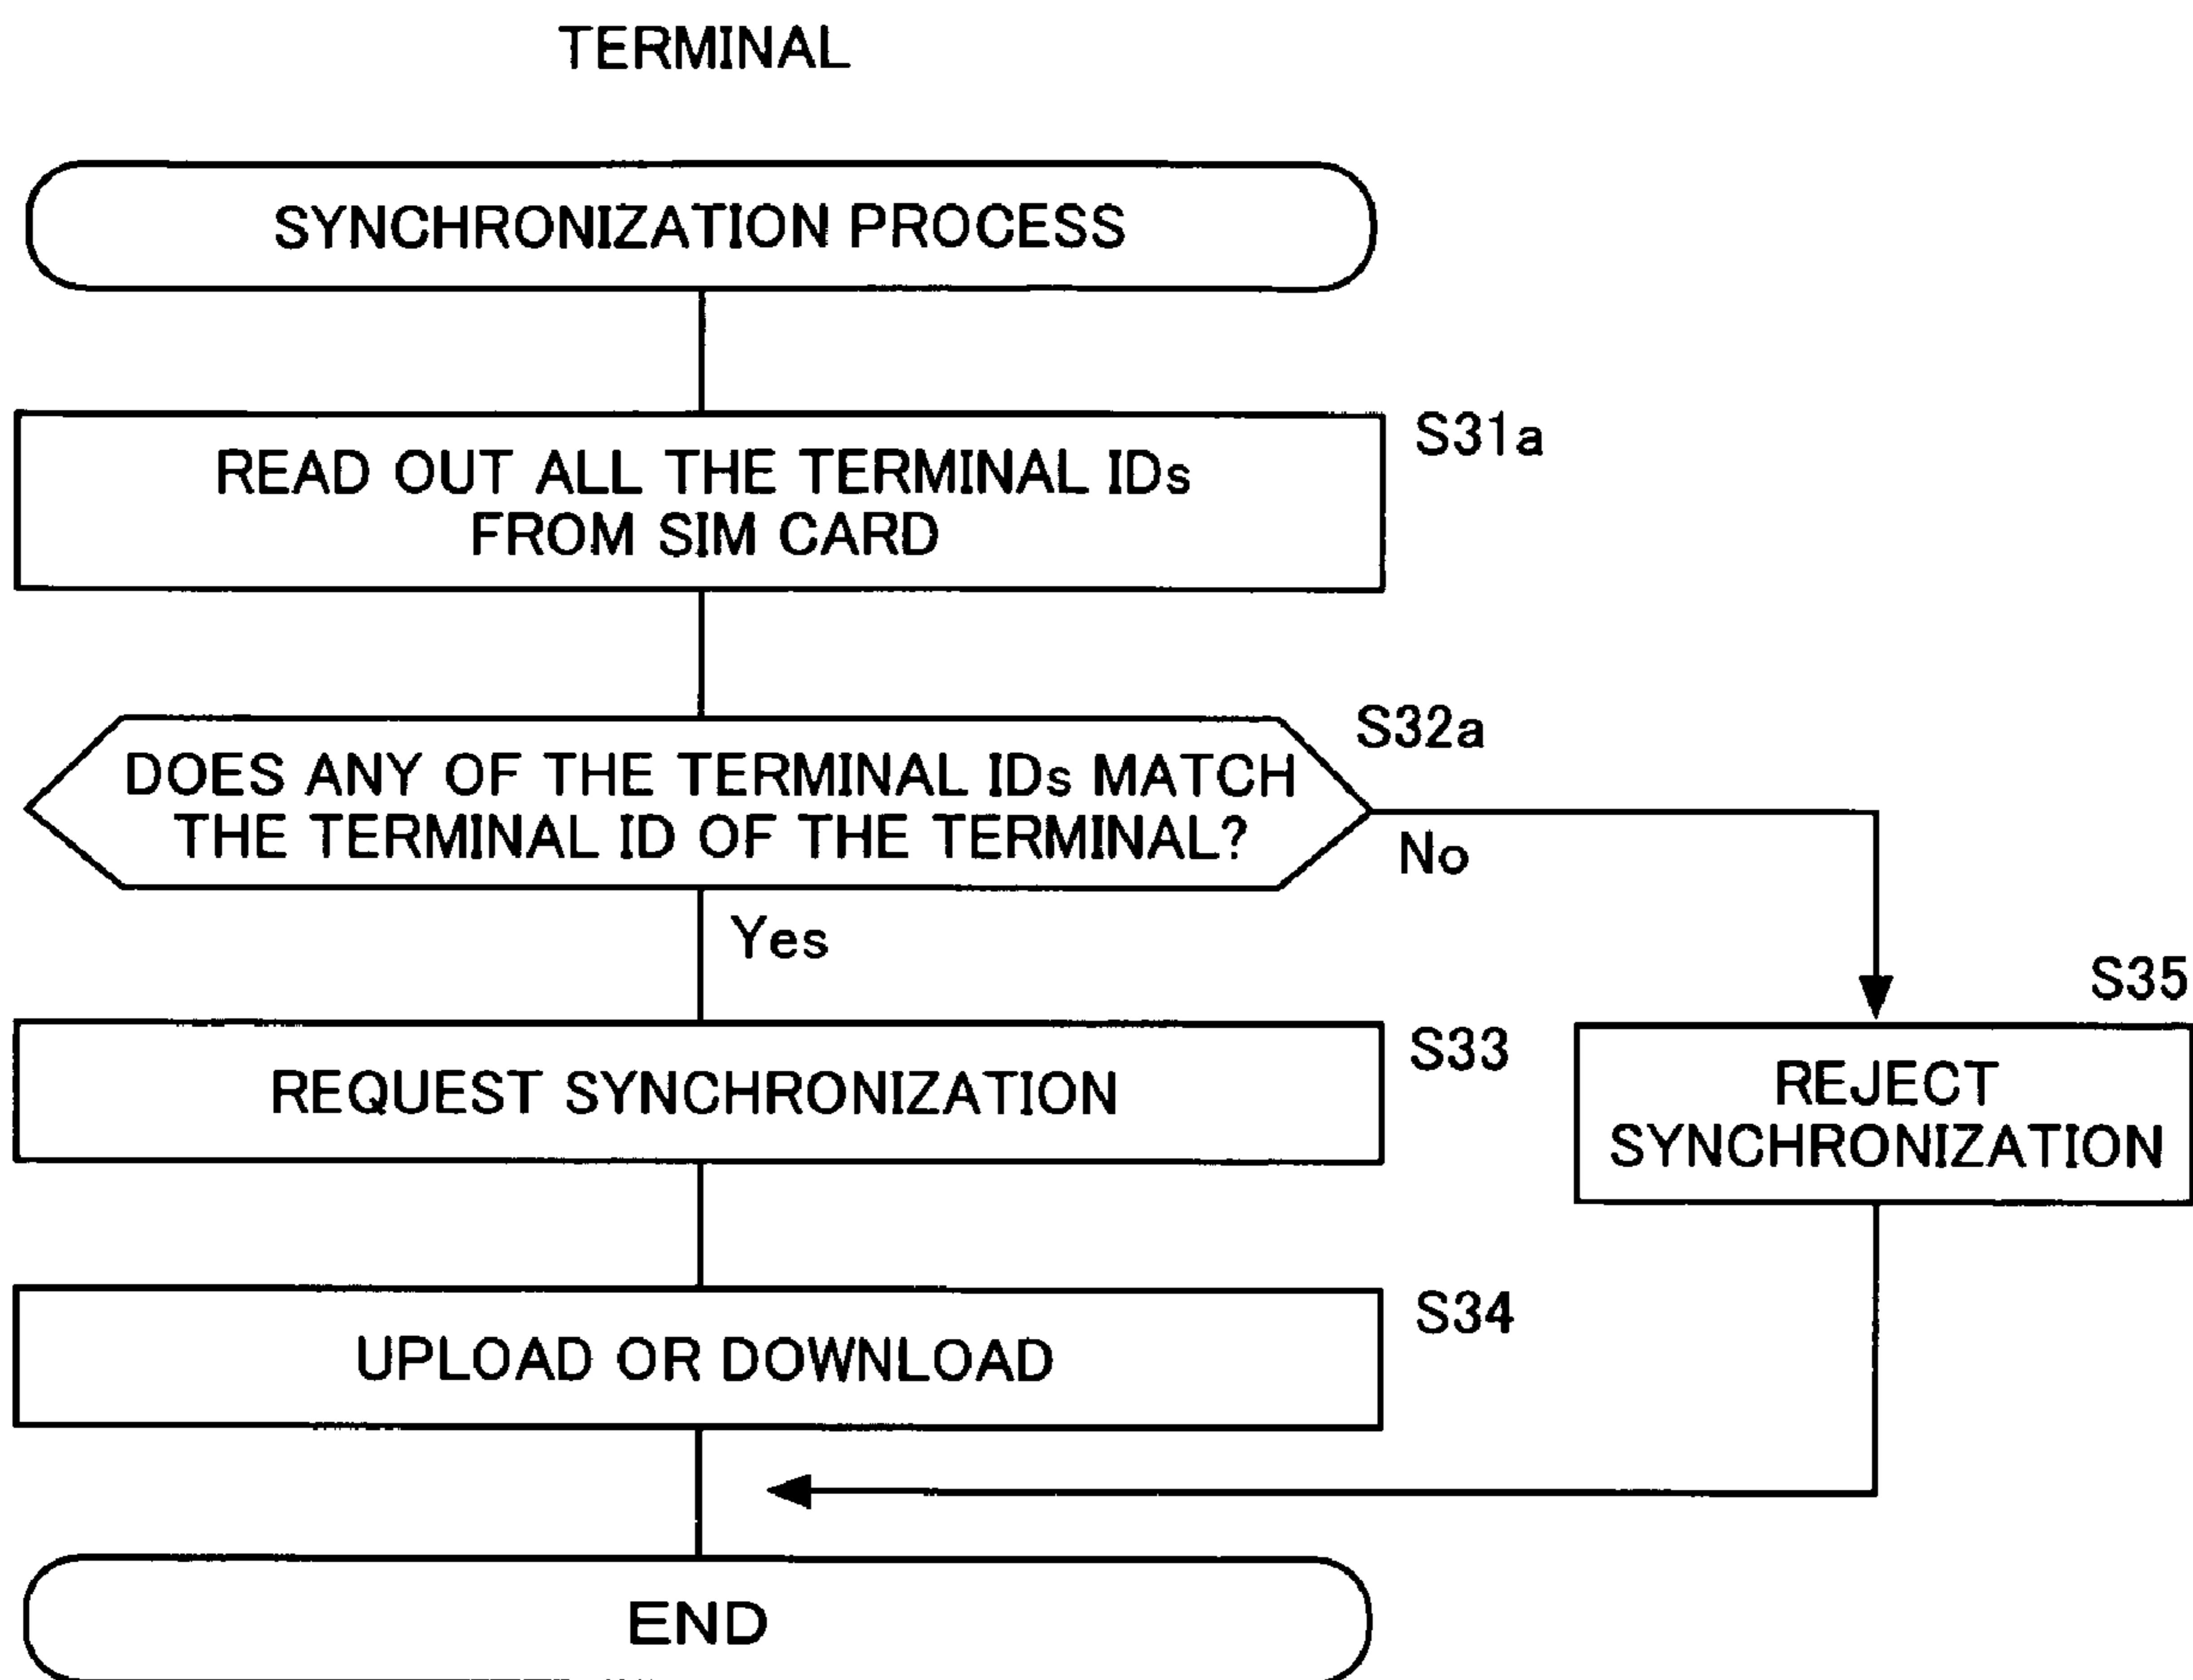 TERMINAL
SYNCHRONIZATION PROCESS
S31a
READ OUT ALL THE TERMINAL IDs
FROM SIM CARD
S32a
DOES ANY OF THE TERMINAL IDs MATCH
THE TERMINAL ID OF THE TERMINAL?
No
Yes
S35
S33
REJECT
SYNCHRONIZATION
REQUEST SYNCHRONIZATION
S34
UPLOAD OR DOWNLOAD
END